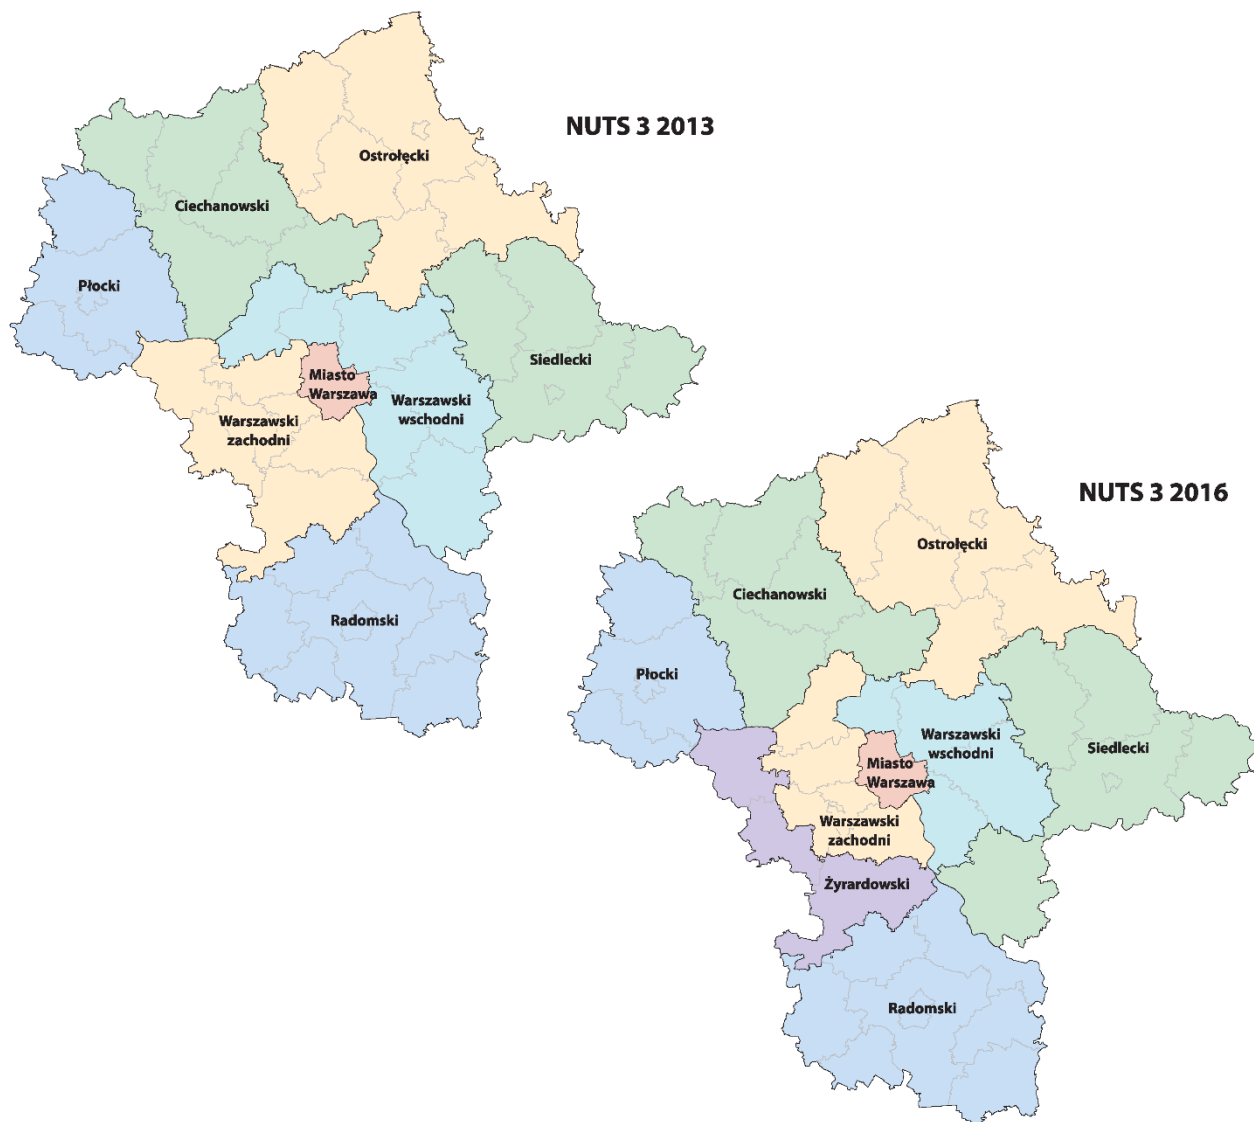 NUTS 3 2013
Ostrołęcki
Ciechanowski
Płocki
Siedlecki
Miasto
Warszawa
Warszawski
wschodni
Warszawski
zachodni
Radomski
NUTS 3 2016
Ostrołęcki
Ciechanowski
Płocki
Warszawski
wschodni
Siedlecki
Miasto
Warszawa
Warszawski
zachodni
Żyrardowski
Radomski